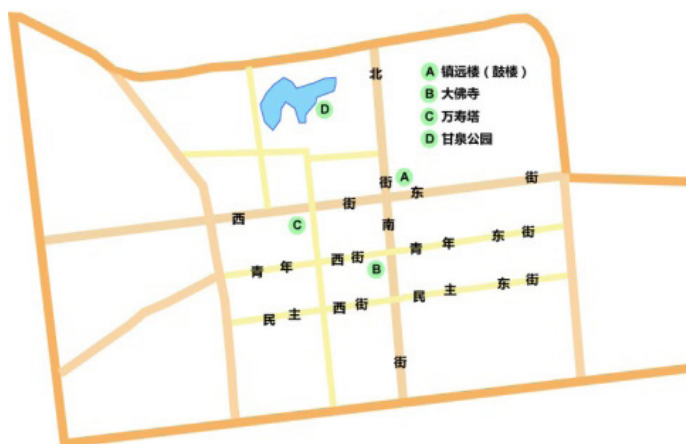 北街
A 镇远楼（鼓楼）
B 大佛寺
C 万寿塔
D 甘泉公园
D
A
西街
东街
C
南街
青年西街
青年东街
B
民主西街
民主东街